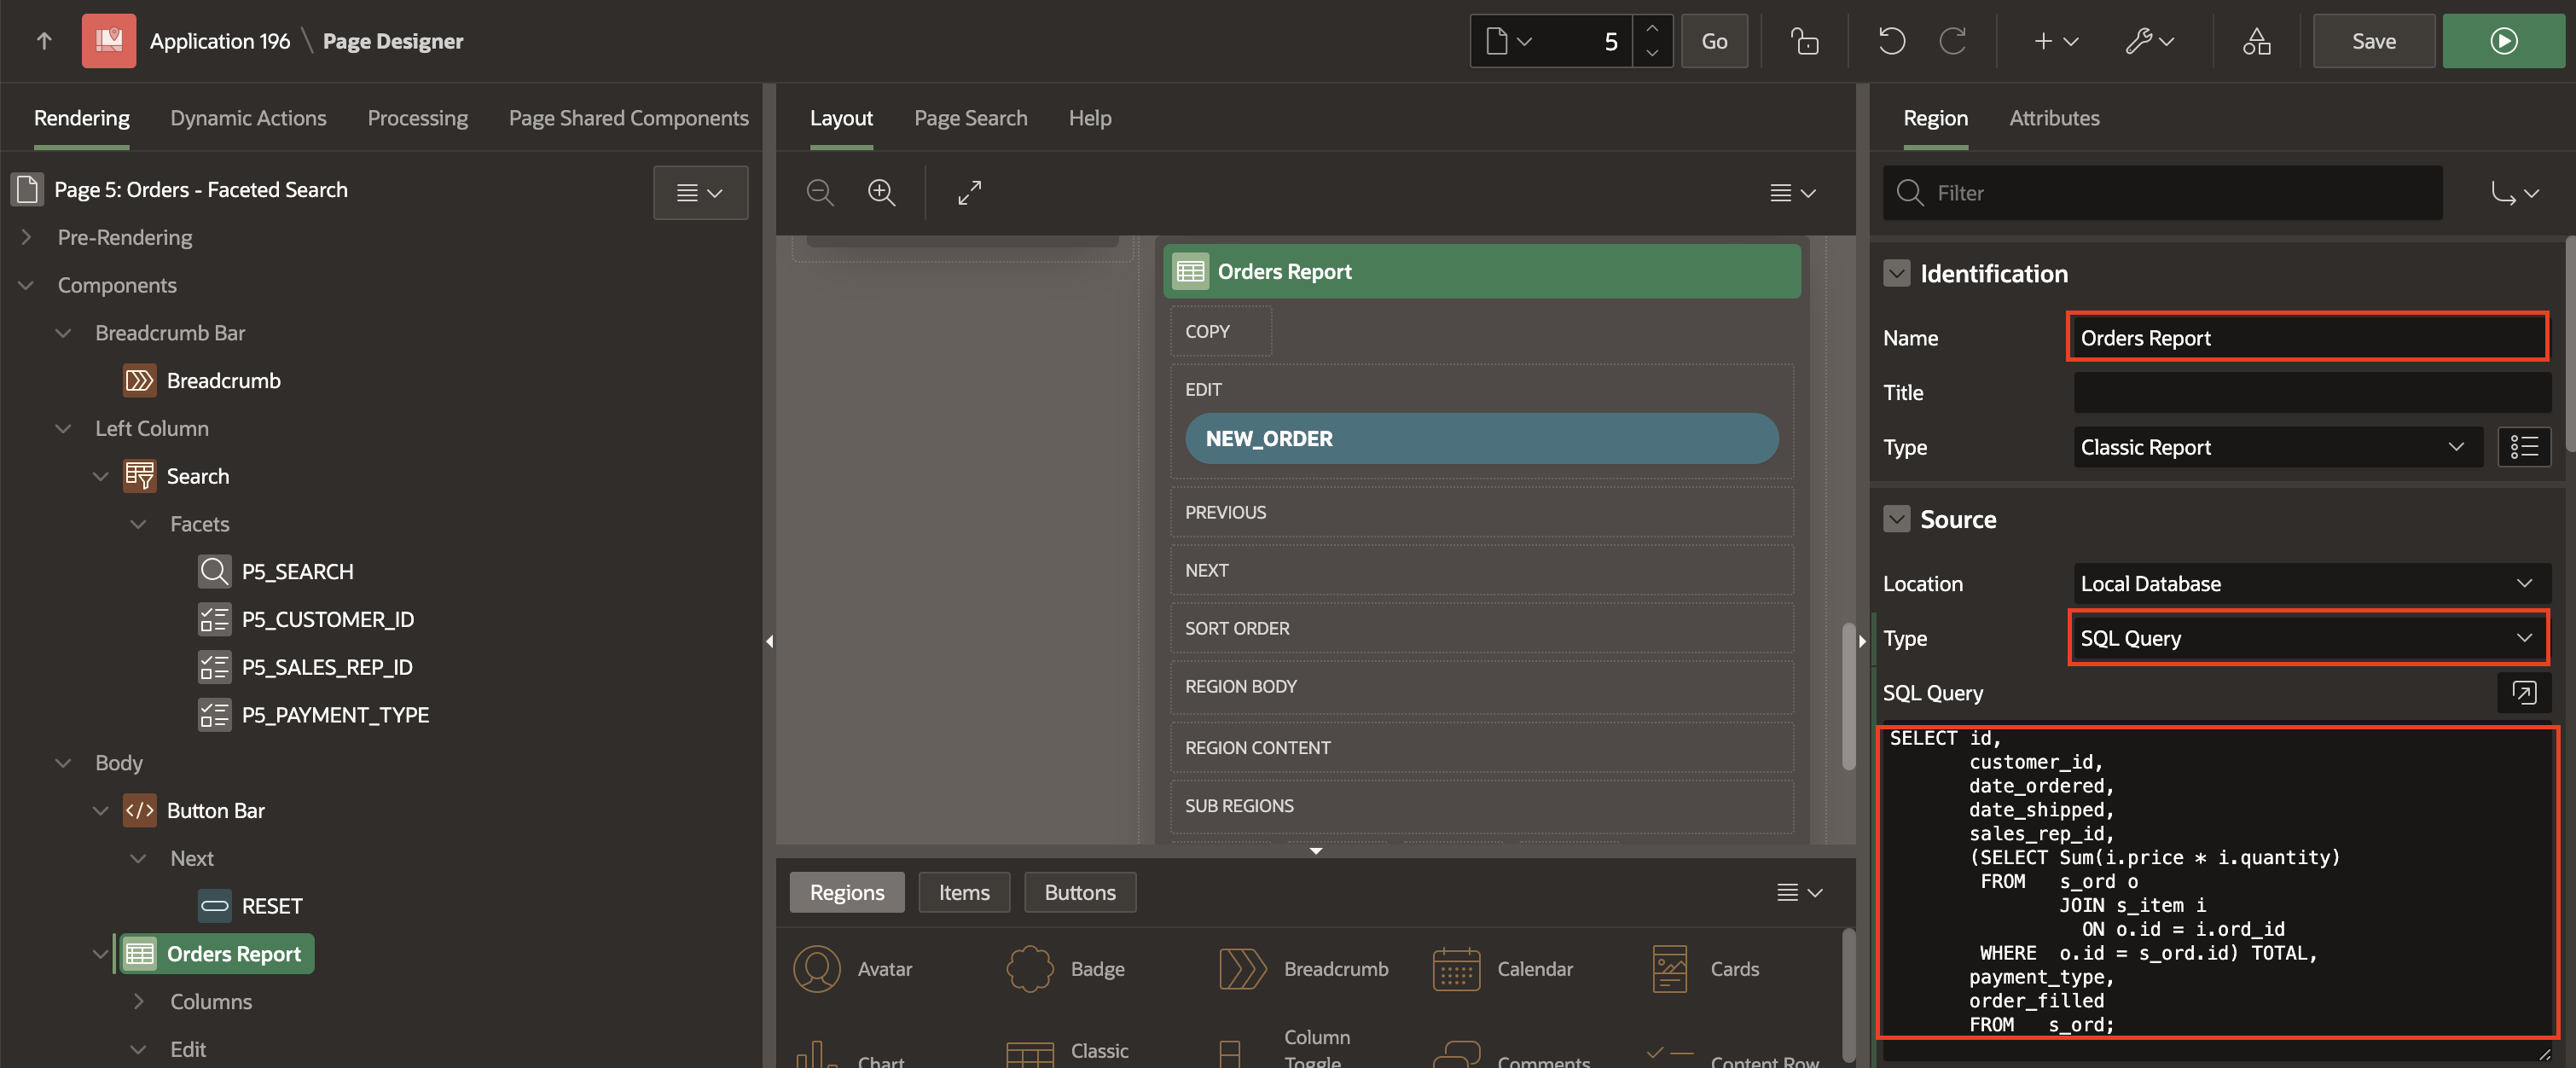 Application 196 \ Page Designer
5
Go
Save
Rendering
Dynamic Actions
Processing
Page Shared Components
Page 5: Orders - Faceted Search
Pre-Rendering
Components
Breadcrumb Bar
Breadcrumb
Left Column
Search
Facets
P5_SEARCH
P5_CUSTOMER_ID
P5_SALES_REP_ID
P5_PAYMENT_TYPE
Body
Button Bar
Next
RESET
Orders Report
Columns
Edit
Layout
Page Search
Help
Orders Report
COPY
EDIT
NEW_ORDER
PREVIOUS
NEXT
SORT ORDER
REGION BODY
REGION CONTENT
SUB REGIONS
Regions
Items
Buttons
Avatar
Badge
Breadcrumb
Calendar
Cards
Chart
Classic
Column
Toggle
Comments
Content Row
Region
Attributes
Filter
Identification
Name
Orders Report
Title
Type
Classic Report
Source
Location
Local Database
Type
SQL Query
SQL Query
SELECT id,
customer_id,
date_ordered,
date_shipped,
sales_rep_id,
(SELECT Sum(i.price * i.quantity)
FROM   s_ord o
JOIN s_item i
ON o.id = i.ord_id
WHERE  o.id = s_ord.id) TOTAL,
payment_type,
order_filled
FROM   s_ord;